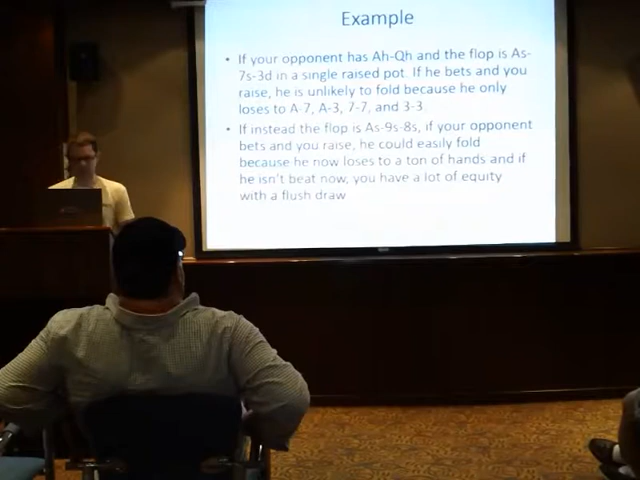 Example
• If your opponent has Ah-Qh and the flop is As-
7s-3d in a single raised pot. If he bets and you
raise, he is unlikely to fold because he only
loses to A-7, A-3, 7-7, and 3-3.
• If instead the flop is As-9s-8s, if your opponent
bets and you raise, he could easily fold
because he now loses to a ton of hands and if
he isn't beat now, you have a lot of equity
with a flush draw